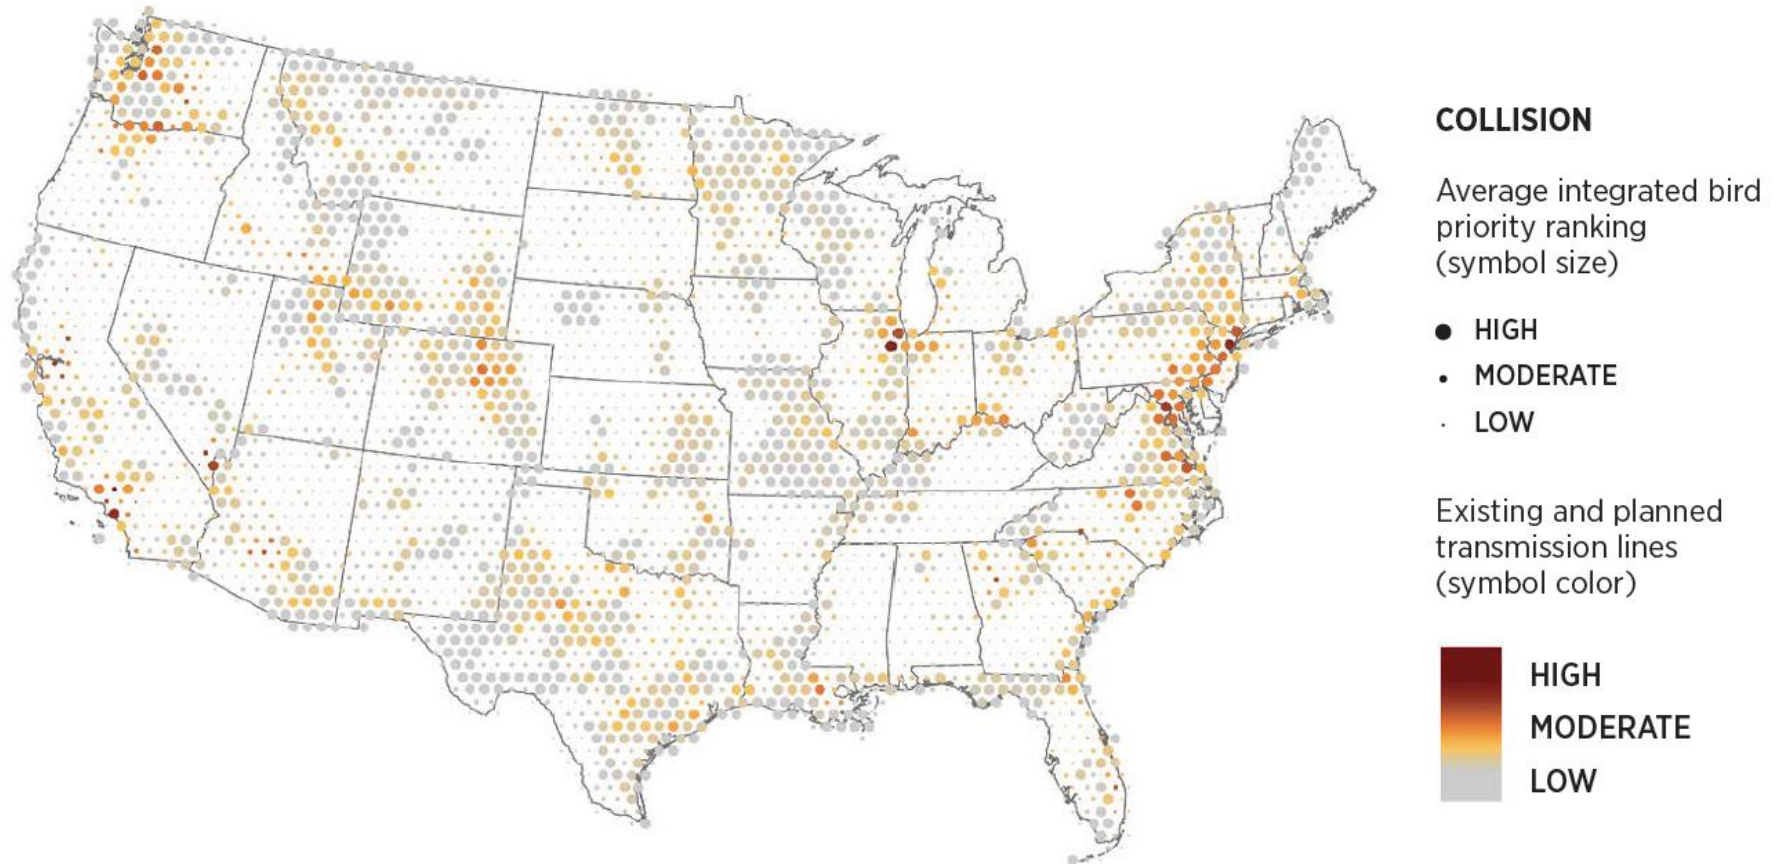 COLLISION
Average integrated bird
priority ranking
(symbol size)
HIGH
MODERATE
LOW
Existing and planned
transmission lines
(symbol color)
HIGH
MODERATE
LOW